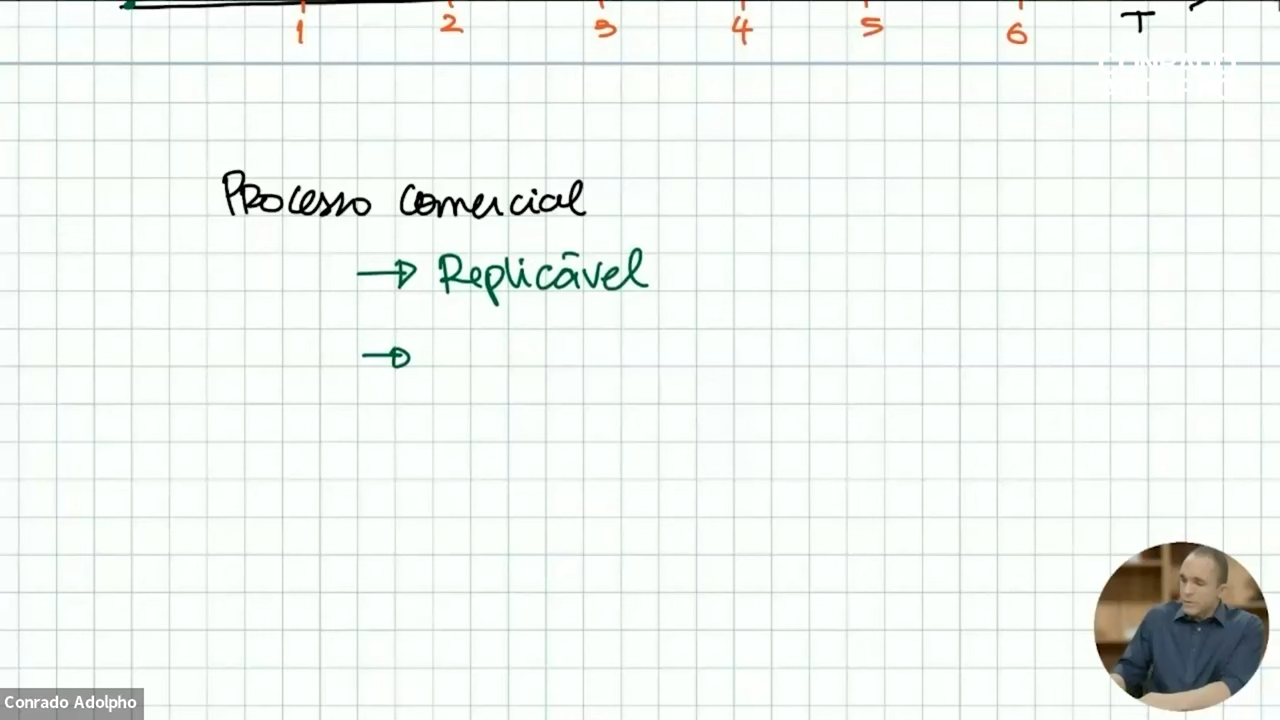 1 2 3 4 5 6 T
Processo comercial
→ Replicável
→
Conrado Adolpho